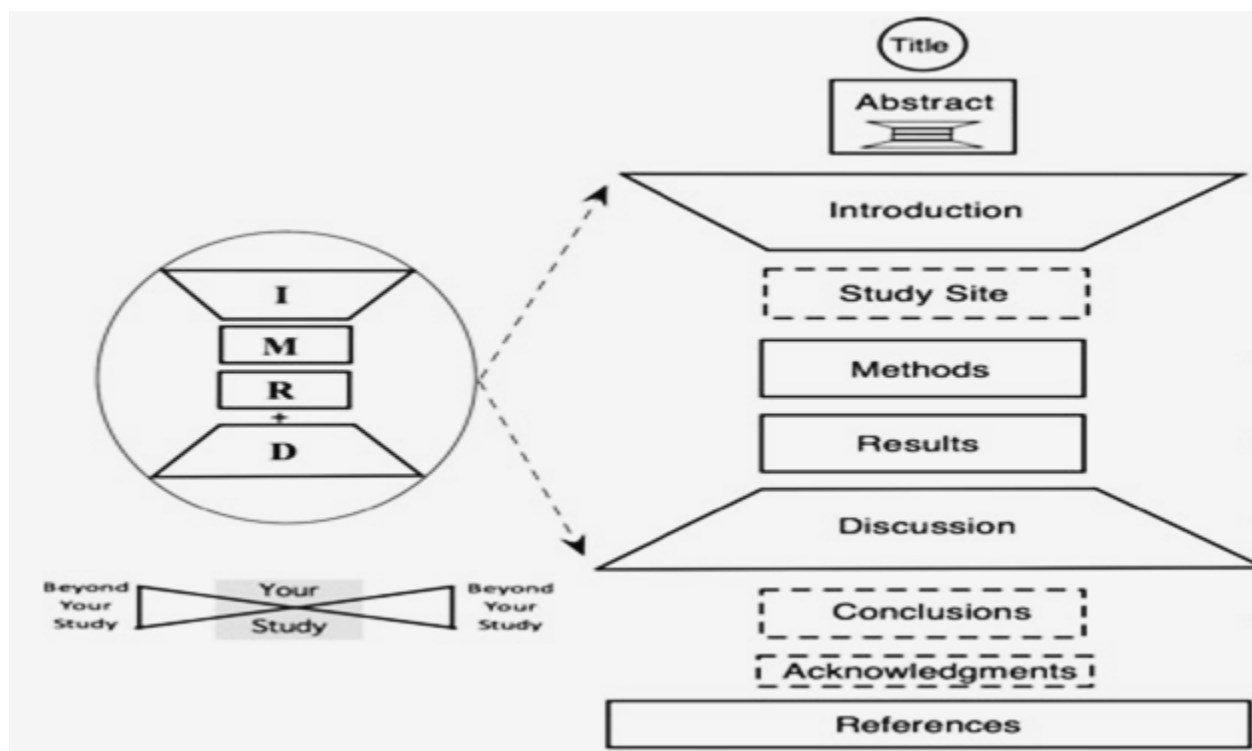 Title
Abstract
Introduction
Study Site
Methods
Results
Discussion
Conclusions
Acknowledgments
References
I
M
R
+
D
Beyond
Your
Study
Your
Study
Beyond
Your
Study